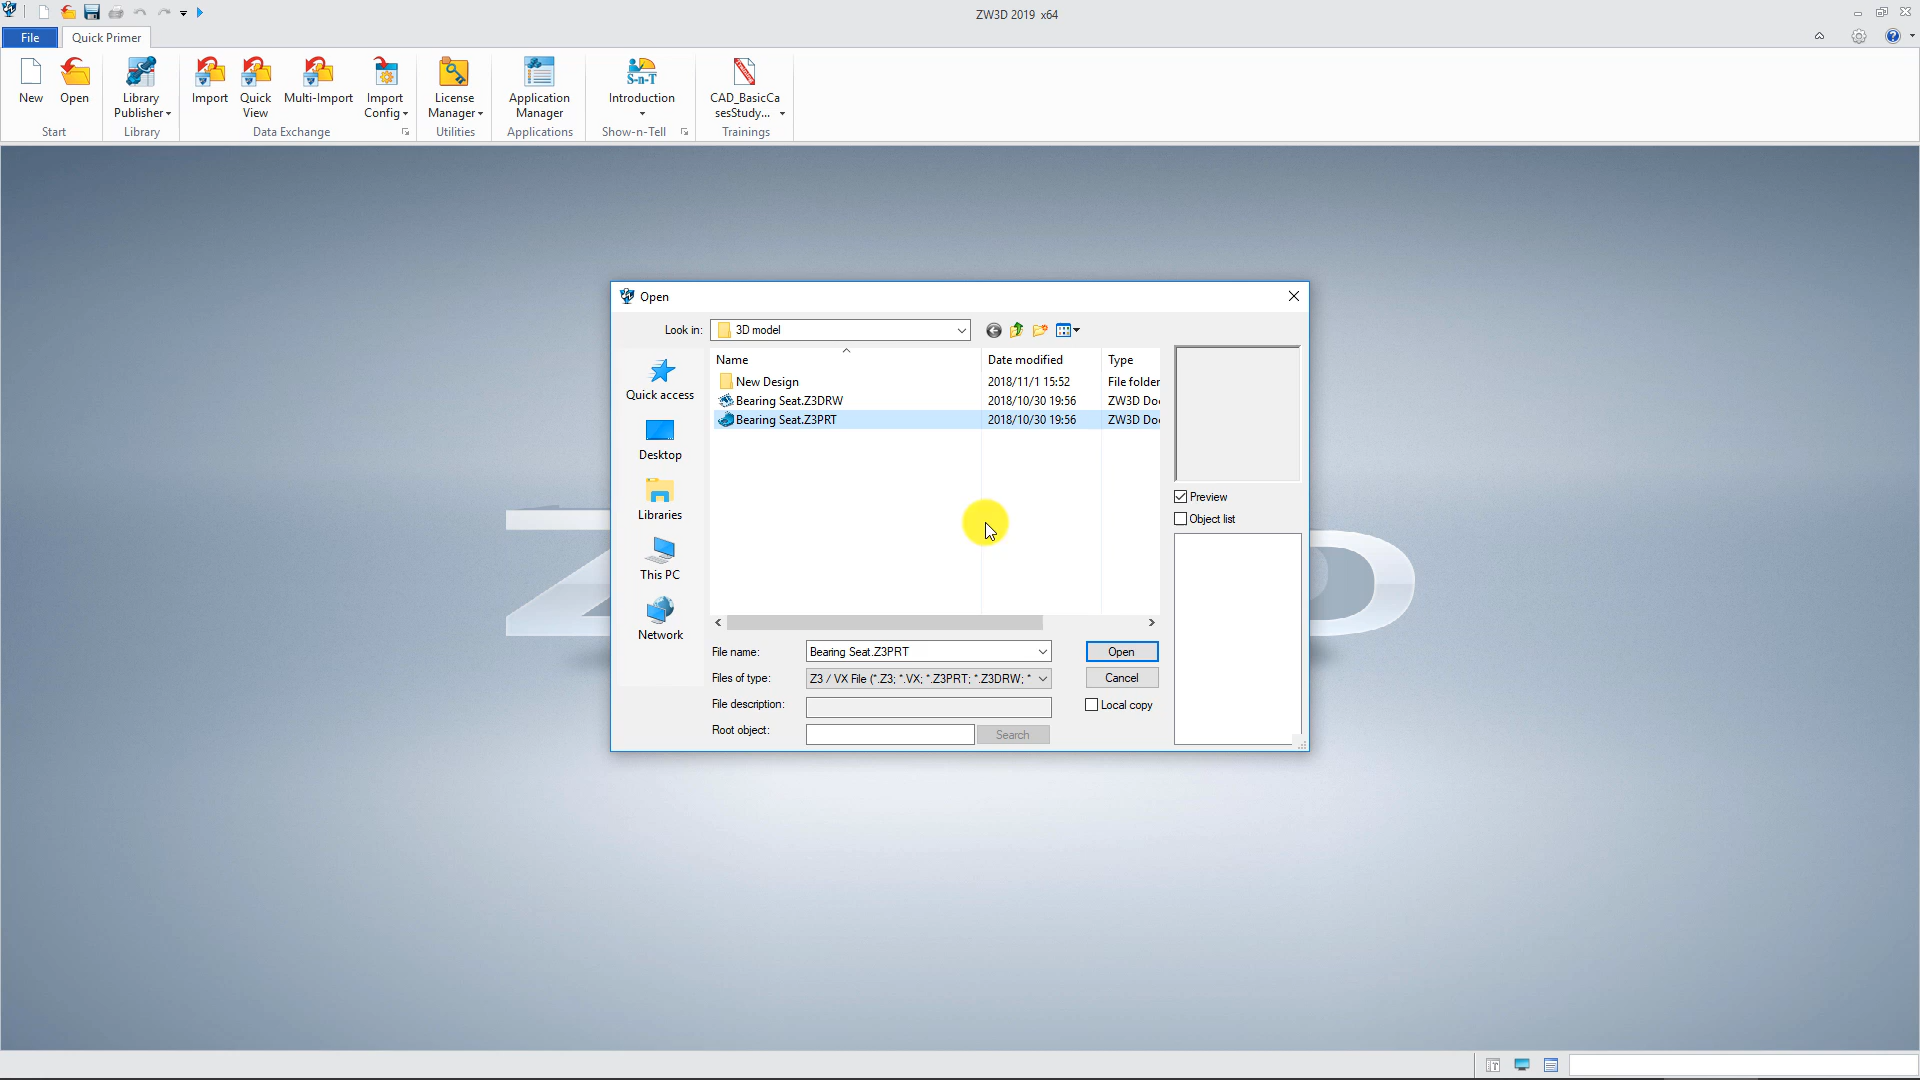 ZW3D 2019 x64
File
Quick Primer
New
Open
Library
Publisher
Import
Quick
View
Multi-Import
Import
Config
License
Manager
Application
Manager
S-n-T
Introduction
CAD_BasicCa
sesStudy...
Start
Library
Data Exchange
Utilities
Applications
Show-n-Tell
Trainings
Open
Look in:
3D model
Quick access
Desktop
Libraries
This PC
Network
Name
Date modified
Type
New Design
2018/11/1 15:52
File folder
Bearing Seat.Z3DRW
2018/10/30 19:56
ZW3D Do
Bearing Seat.Z3PRT
2018/10/30 19:56
ZW3D Do
Preview
Object list
File name:
Bearing Seat.Z3PRT
Open
Files of type:
Z3 / VX File (*.Z3; *.VX; *.Z3PRT; *.Z3DRW; *
Cancel
File description:
Local copy
Root object:
Search